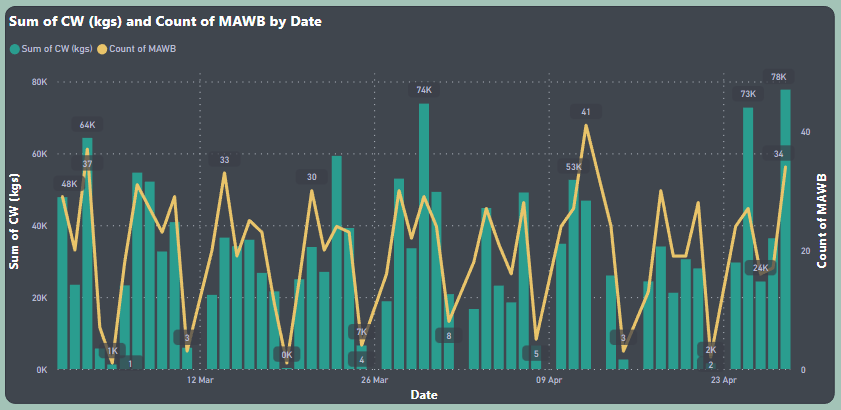 Sum of CW (kgs) and Count of MAWB by Date
Sum of CW (kgs) Count of MAWB
80K
60K
40K
20K
0K
Sum of CW (kgs)
48K
64K
37
1K
1
3
33
0K
30
7K
4
74K
8
5
53K
41
3
2K
2
73K
24K
78K
34
40
20
0
Count of MAWB
12 Mar
26 Mar
09 Apr
23 Apr
Date